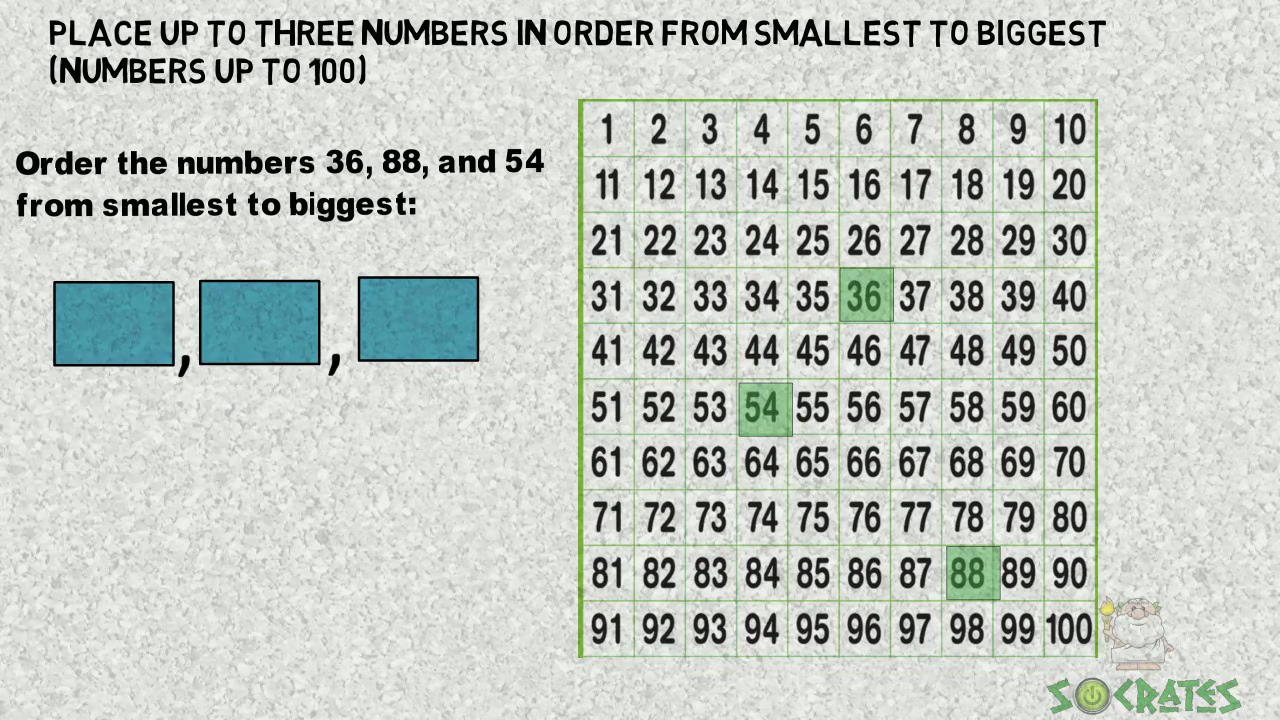 PLACE UP TO THREE NUMBERS IN ORDER FROM SMALLEST TO BIGGEST
(NUMBERS UP TO 100)
Order the numbers 36, 88, and 54
from smallest to biggest:
, ,
1 2 3 4 5 6 7 8 9 10
11 12 13 14 15 16 17 18 19 20
21 22 23 24 25 26 27 28 29 30
31 32 33 34 35 36 37 38 39 40
41 42 43 44 45 46 47 48 49 50
51 52 53 54 55 56 57 58 59 60
61 62 63 64 65 66 67 68 69 70
71 72 73 74 75 76 77 78 79 80
81 82 83 84 85 86 87 88 89 90
91 92 93 94 95 96 97 98 99 100
SOCRATES